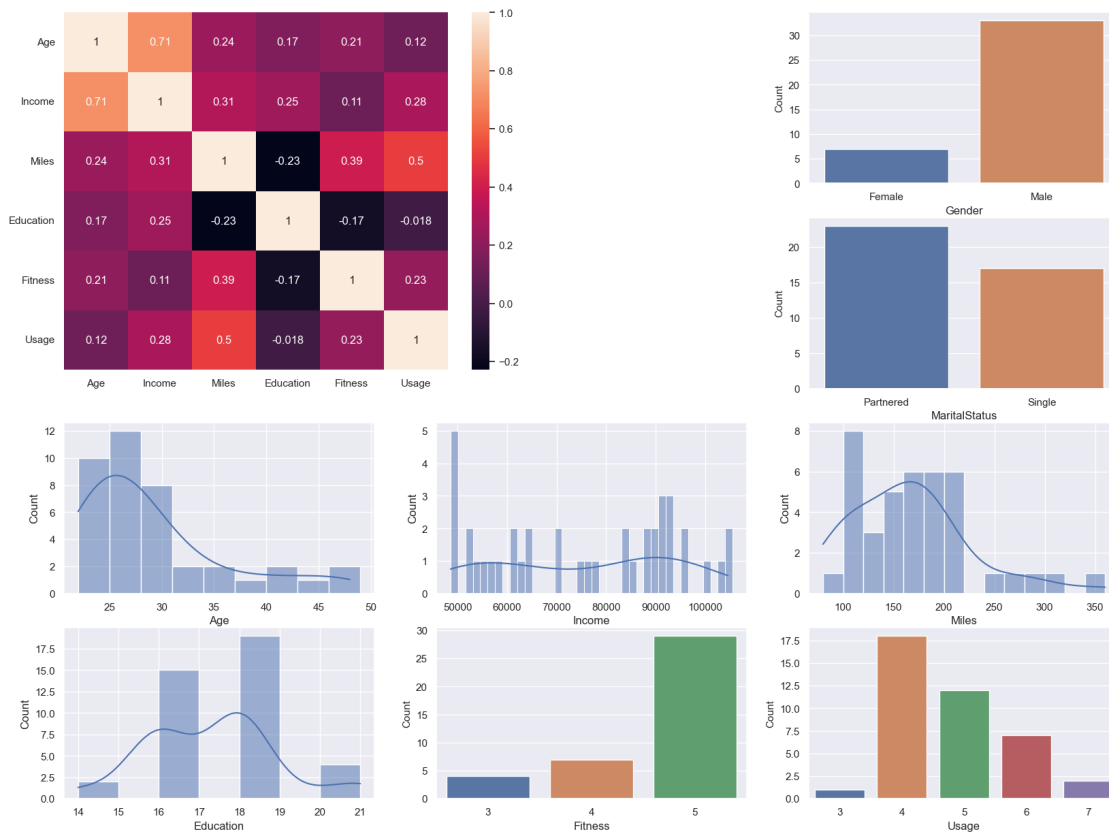 Age 1 0.71 0.24 0.17 0.21 0.12
Income 0.71 1 0.31 0.25 0.11 0.28
Miles 0.24 0.31 1 -0.23 0.39 0.5
Education 0.17 0.25 -0.23 1 -0.17 -0.018
Fitness 0.21 0.11 0.39 -0.17 1 0.23
Usage 0.12 0.28 0.5 -0.018 0.23 1
Age Income Miles Education Fitness Usage
1.0
0.8
0.6
0.4
0.2
0.0
−0.2
30
25
20
15
10
5
0
Count
Female Male
Gender
20
15
10
5
0
Count
Partnered Single
MaritalStatus
12
10
8
6
4
2
0
Count
25 30 35 40 45 50
Age
5
4
3
2
1
0
Count
50000 60000 70000 80000 90000 100000
Income
8
6
4
2
0
Count
100 150 200 250 300 350
Miles
17.5
15.0
12.5
10.0
7.5
5.0
2.5
0.0
Count
14 15 16 17 18 19 20 21
Education
30
25
20
15
10
5
0
Count
3 4 5
Fitness
17.5
15.0
12.5
10.0
7.5
5.0
2.5
0.0
Count
3 4 5 6 7
Usage